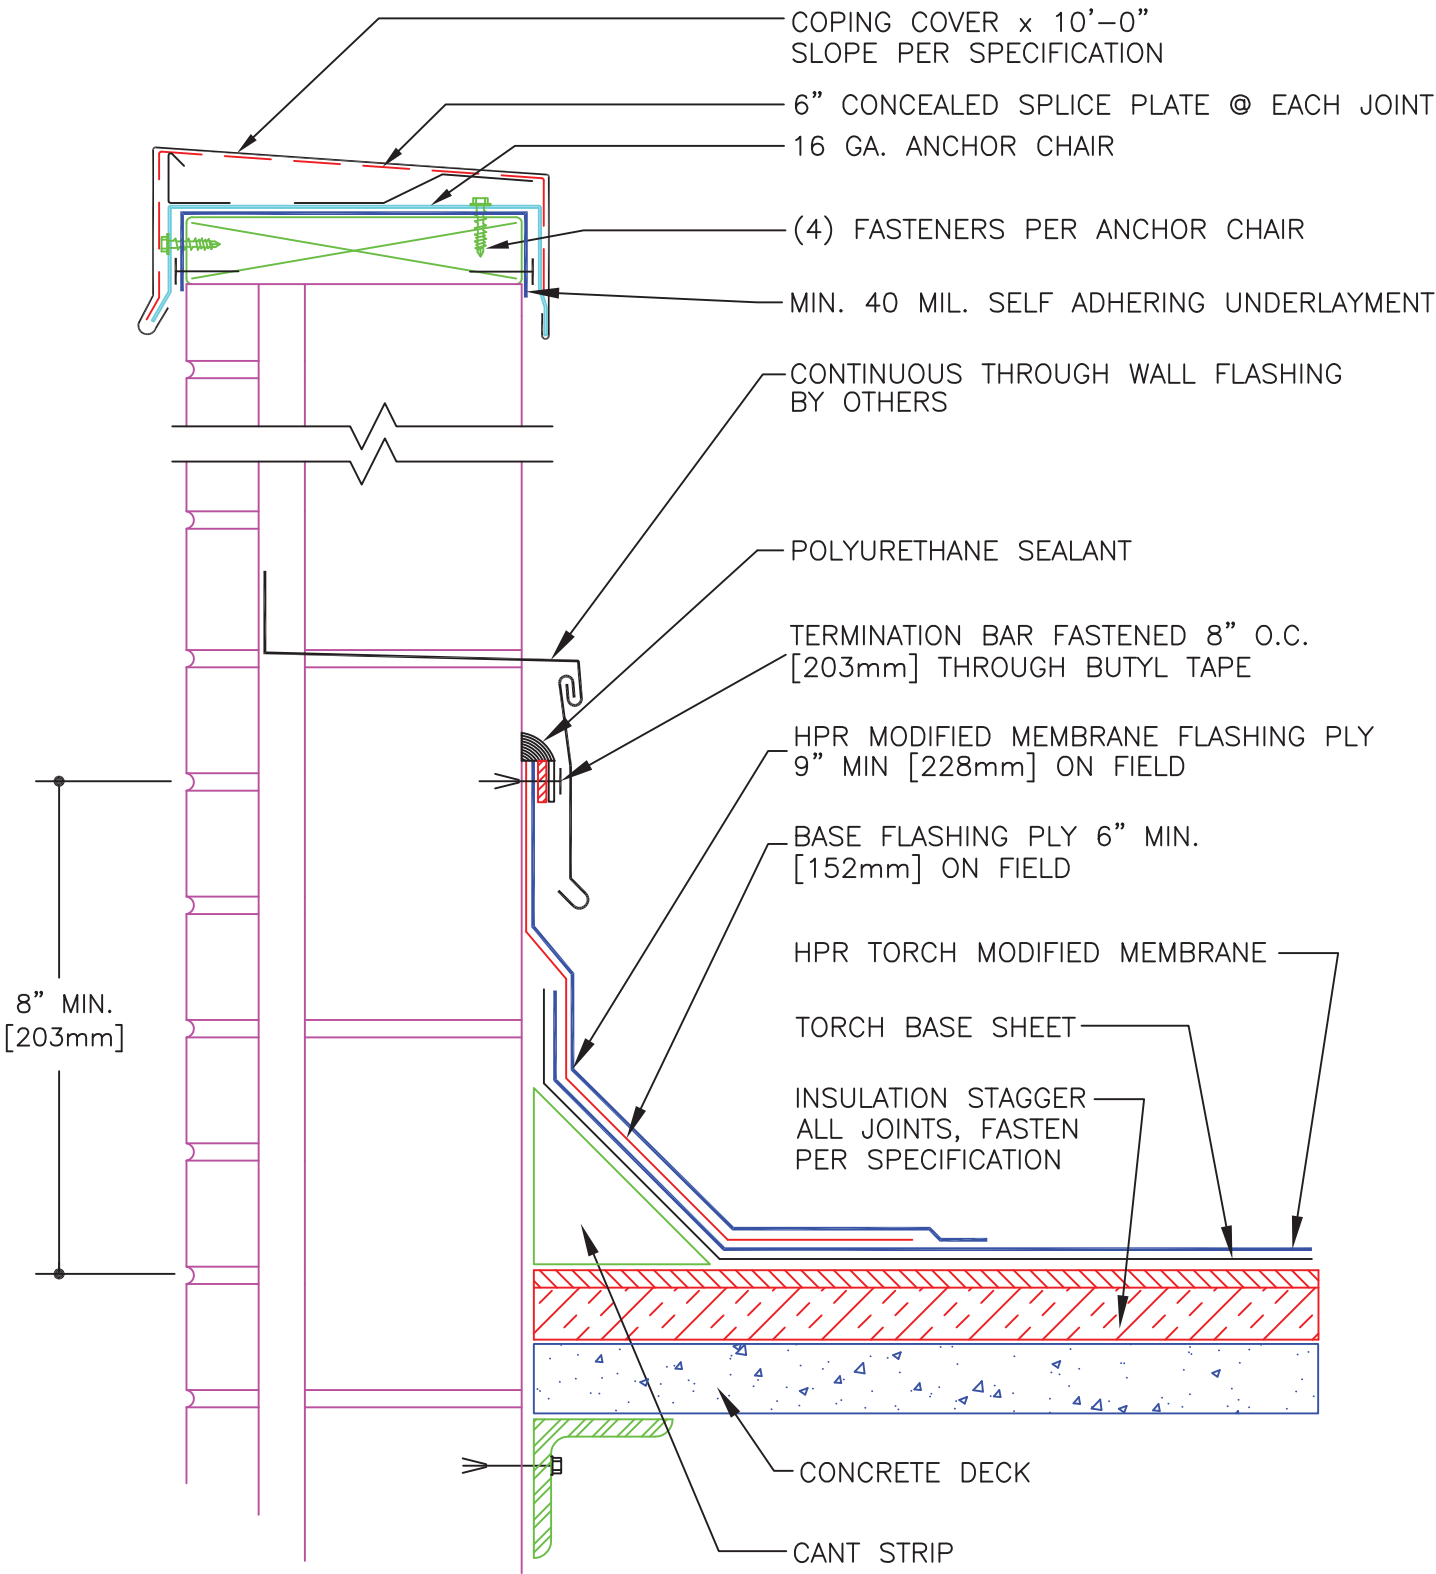 COPING COVER x 10'-0"
SLOPE PER SPECIFICATION
6" CONCEALED SPLICE PLATE @ EACH JOINT
16 GA. ANCHOR CHAIR
(4) FASTENERS PER ANCHOR CHAIR
MIN. 40 MIL. SELF ADHERING UNDERLAYMENT
CONTINUOUS THROUGH WALL FLASHING
BY OTHERS
POLYURETHANE SEALANT
TERMINATION BAR FASTENED 8" O.C.
[203mm] THROUGH BUTYL TAPE
HPR MODIFIED MEMBRANE FLASHING PLY
9" MIN [228mm] ON FIELD
BASE FLASHING PLY 6" MIN.
[152mm] ON FIELD
HPR TORCH MODIFIED MEMBRANE
8" MIN.
[203mm]
TORCH BASE SHEET
INSULATION STAGGER
ALL JOINTS, FASTEN
PER SPECIFICATION
CONCRETE DECK
CANT STRIP